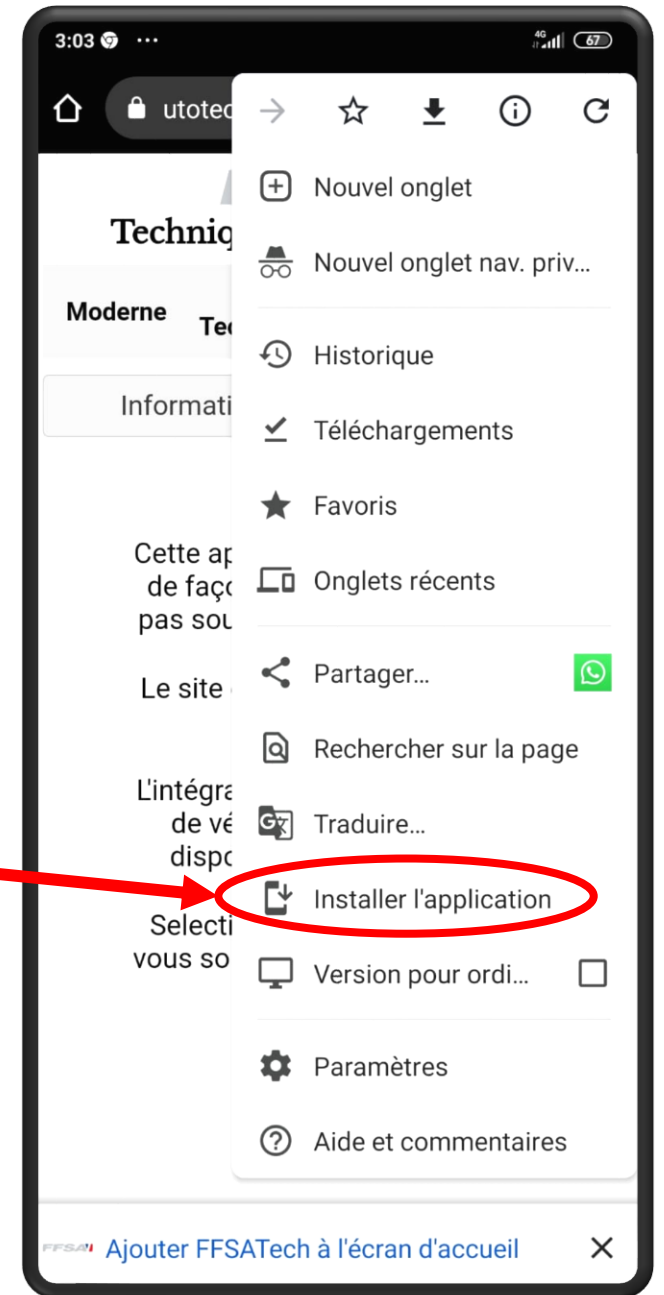 3:03 ... 4G 67
utotec
Nouvel onglet
Techniq
Nouvel onglet nav. priv...
Moderne
Tec
Historique
Informati
Téléchargements
Favoris
Cette ap
de faço
Onglets récents
pas sou
Partager...
Le site
Rechercher sur la page
L'intégra
de vé
Traduire...
dispo
Installer l'application
Selecti
vous so
Version pour ordi...
Paramètres
Aide et commentaires
FFSA Ajouter FFSATech à l'écran d'accueil